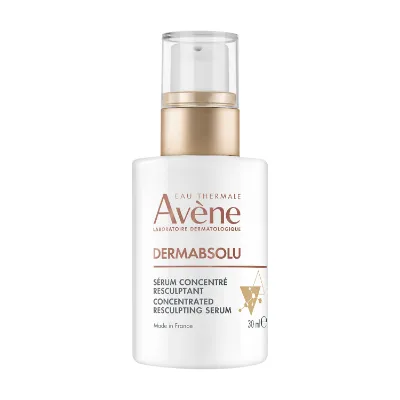 EAU THERMALE
Avène
LABORATOIRE DERMATOLOGIQUE
DERMABSOLU
SÉRUM CONCENTRÉ
RESCULPTANT
CONCENTRATED
RESCULPTING SERUM
Made in France
30 ml